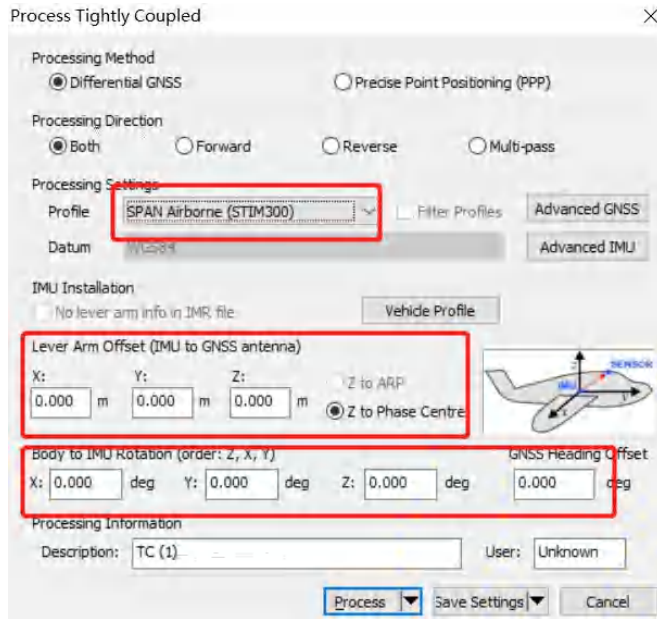 Process Tightly Coupled
Processing Method
Differential GNSS Precise Point Positioning (PPP)
Processing Direction
Both Forward Reverse Multi-pass
Processing Settings
Profile SPAN Airborne (STIM300) Filter Profiles Advanced GNSS
Datum WGS84 Advanced IMU
IMU Installation
No lever arm info in IMR file Vehicle Profile
Lever Arm Offset (IMU to GNSS antenna)
X: Y: Z: Z to ARP
0.000 m 0.000 m 0.000 m Z to Phase Centre
Z SENSOR
IMU
X Y
Body to IMU Rotation (order: Z, X, Y) GNSS Heading Offset
X: 0.000 deg Y: 0.000 deg Z: 0.000 deg 0.000 deg
Processing Information
Description: TC (1) User: Unknown
Process Save Settings Cancel